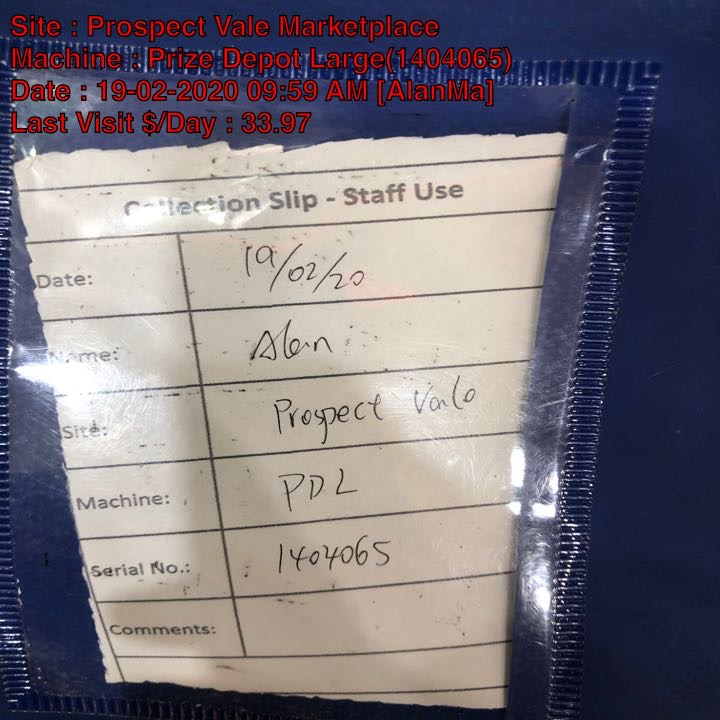 Site : Prospect Vale Marketplace
Machine : Prize Depot Large(1404065)
Date : 19-02-2020 09:59 AM [AlanMa]
Last Visit $/Day : 33.97
Collection Slip - Staff Use
Date: 19/02/20
Name: Alan
Site: Prospect Vale
Machine: PDL
Serial No.: 1404065
Comments: